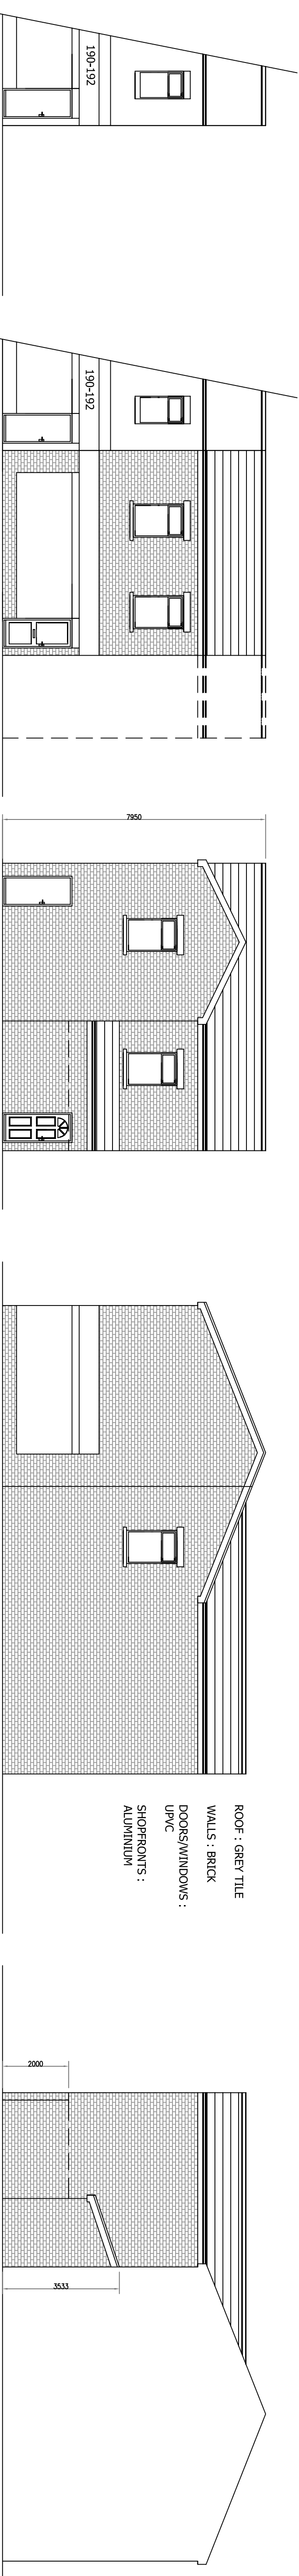 190-192
190-192
7950
ROOF : GREY TILE
WALLS : BRICK
DOORS/WINDOWS :
UPVC
SHOPFRONTS :
ALUMINIUM
2000
3533